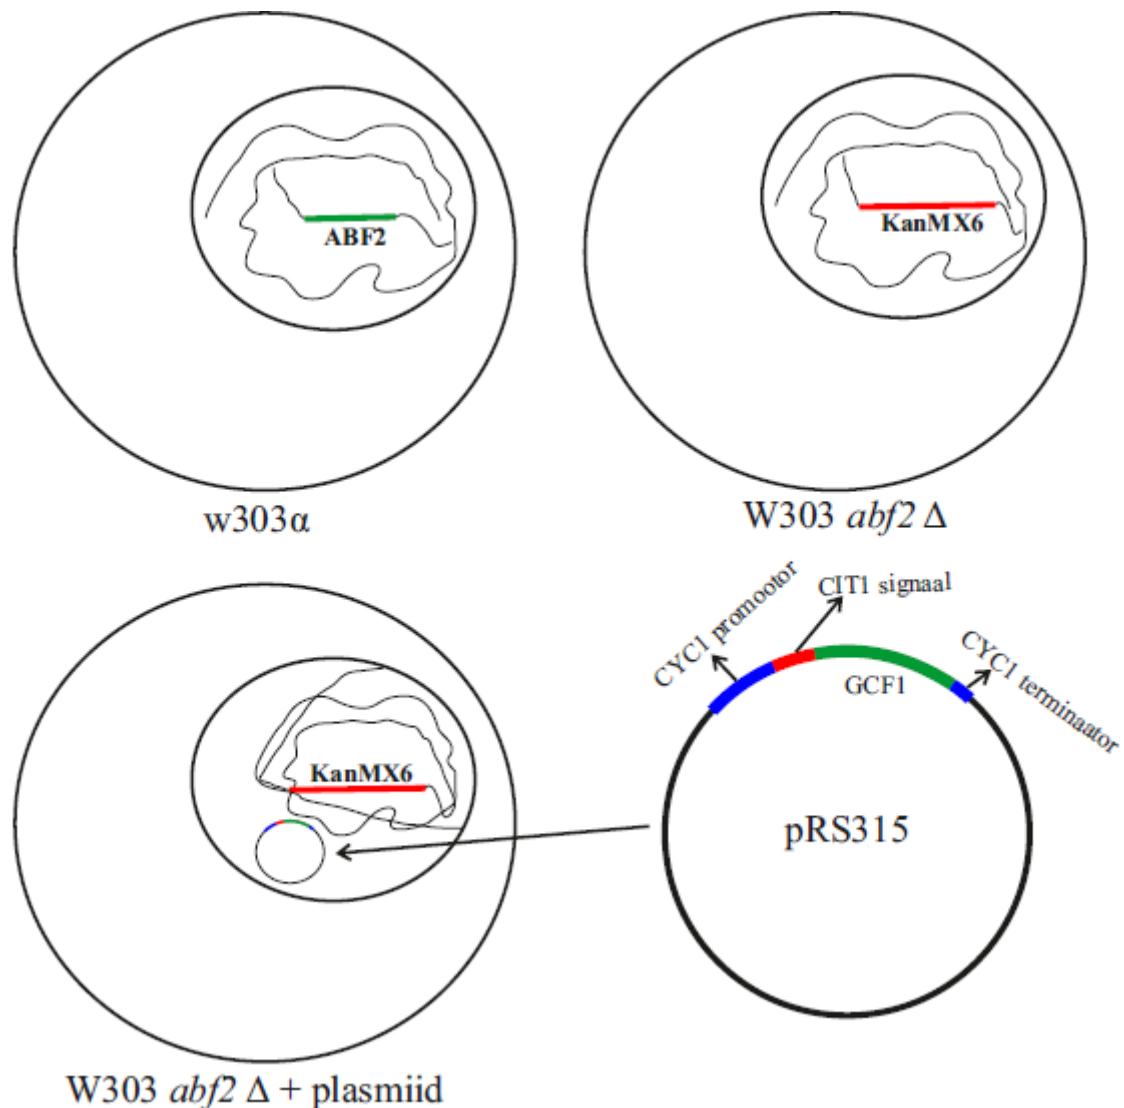 ABF2
KanMX6
w303α
W303 abf2 Δ
CYC1 promootor
CIT1 signaal
GCF1
CYC1 terminaator
KanMX6
pRS315
W303 abf2 Δ + plasmiid